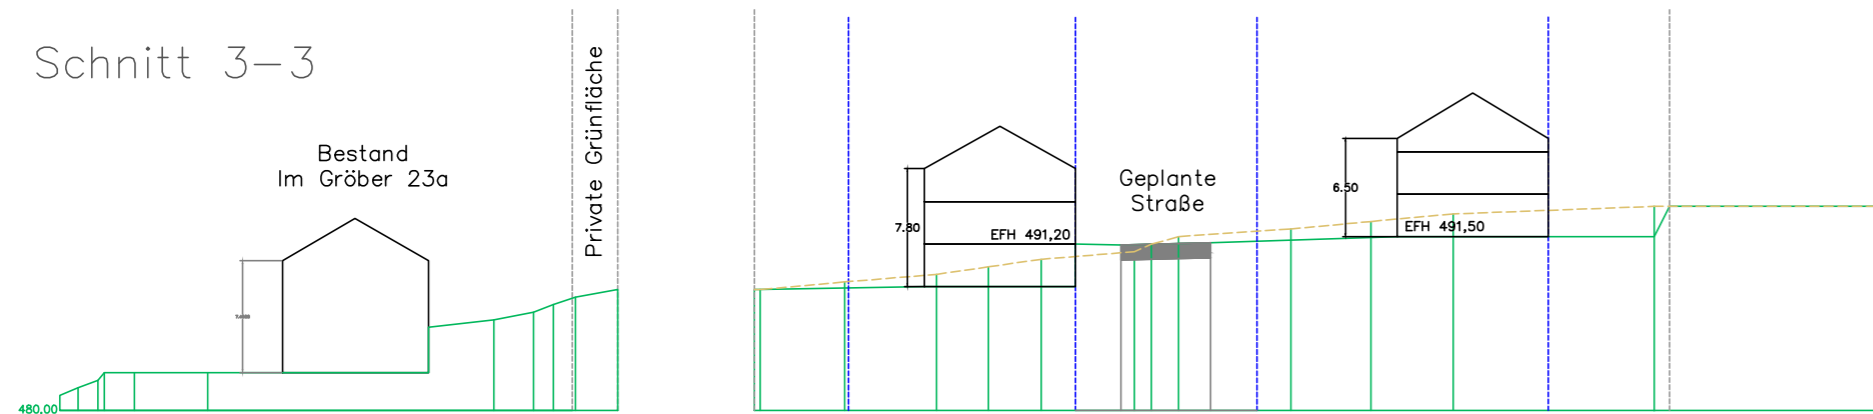 Schnitt 3-3
Bestand
Im Gröber 23a
Private Grünfläche
480.00
7.80
EFH 491,20
Geplante
Straße
6.50
EFH 491,50